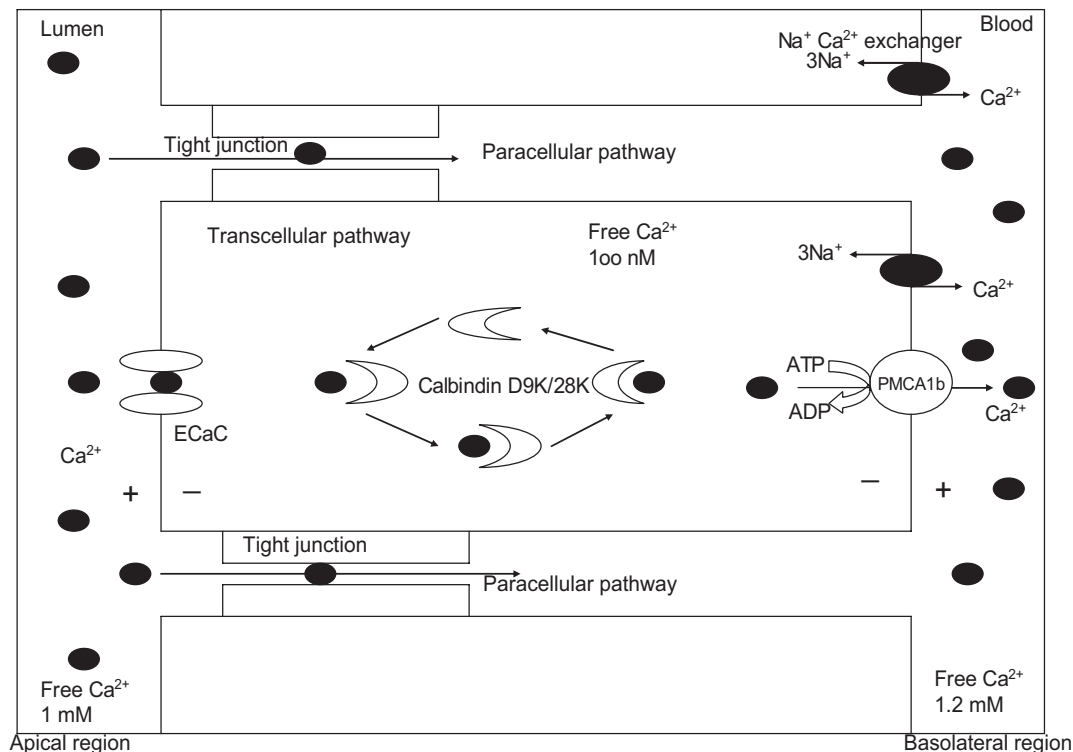 Lumen
Blood
Na⁺ Ca²⁺ exchanger
3Na⁺
Ca²⁺
Tight junction
Paracellular pathway
Transcellular pathway
Free Ca²⁺
1oo nM
3Na⁺
Ca²⁺
Calbindin D9K/28K
ATP
PMCA1b
ADP
Ca²⁺
ECaC
Ca²⁺
+
–
–
+
Tight junction
Paracellular pathway
Free Ca²⁺
1 mM
Free Ca²⁺
1.2 mM
Apical region
Basolateral region